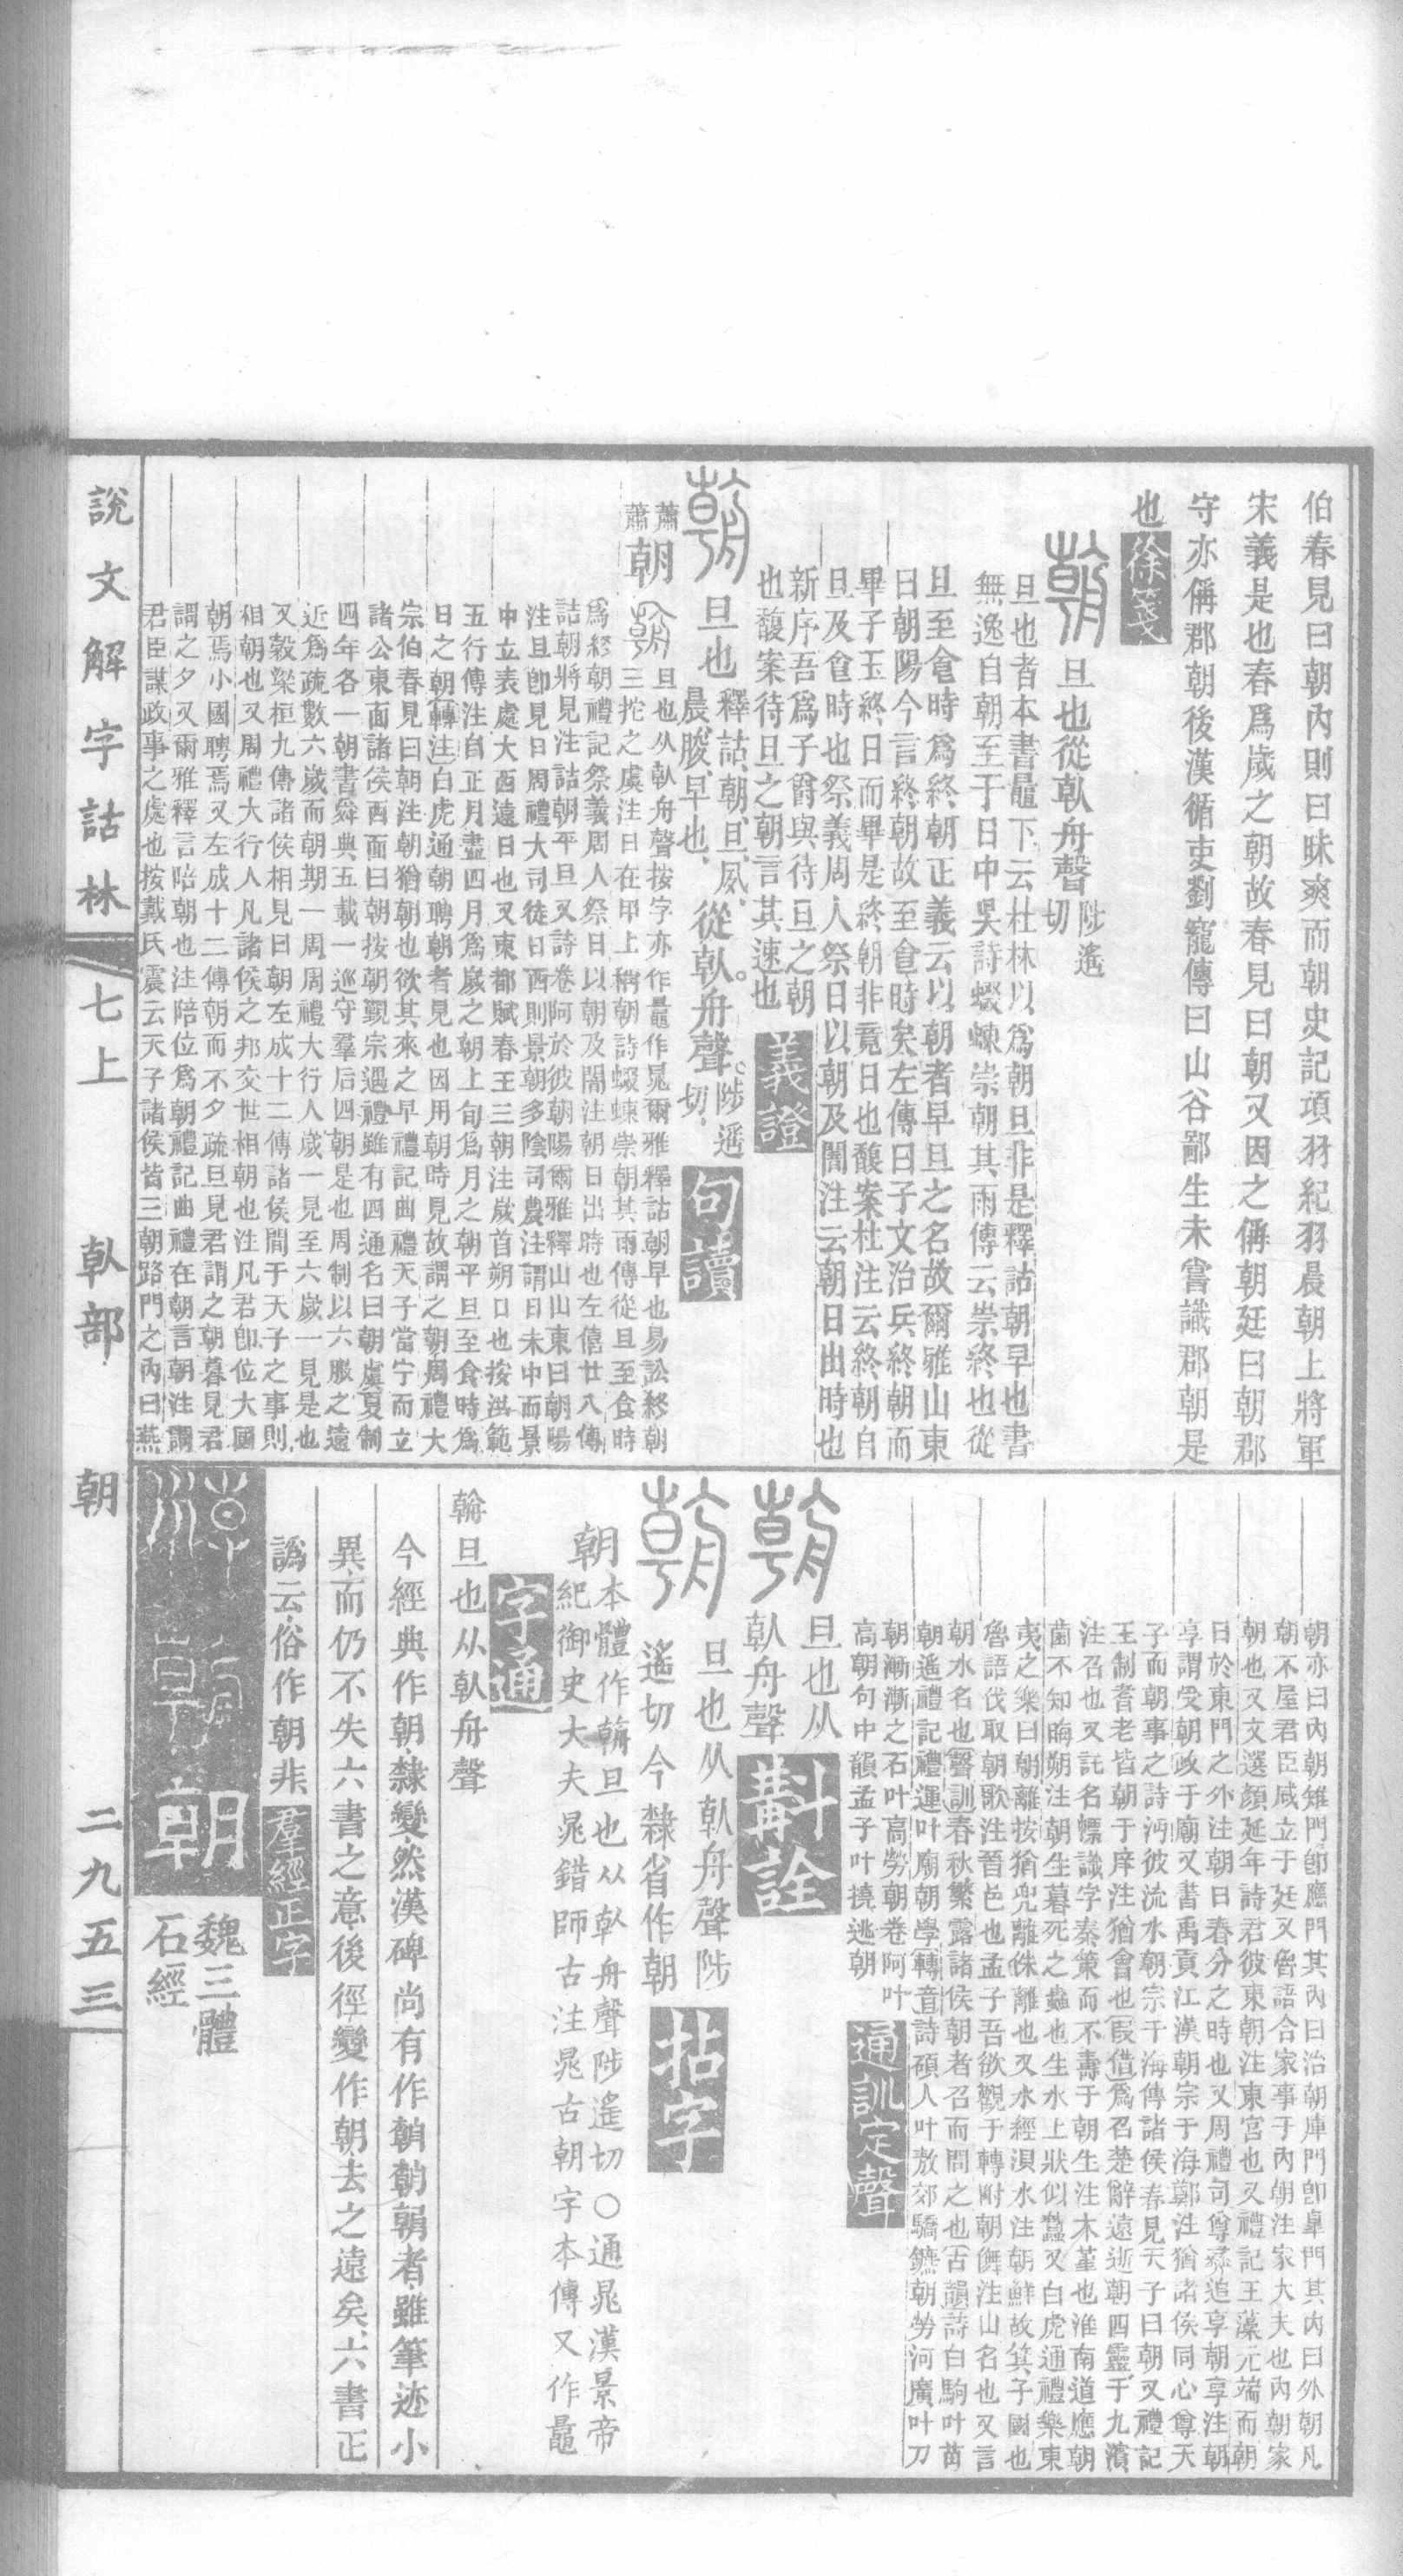 伯春見曰朝內則曰昧爽而朝史記項羽紀羽晨朝上將軍
宋義是也春爲歲之朝故春見曰朝又因之偁朝廷曰朝郡
守亦偁郡朝後漢循吏劉寵傳曰山谷鄙生未嘗識郡朝是
也徐箋
旦也從倝舟聲陟遙切
旦也者本書鼂下云杜林以爲朝旦非是釋詁朝早也書
無逸自朝至于日中昃詩蝃蝀崇朝其雨傳云崇終也從
旦至食時爲終朝正義云以朝者早旦之名故爾雅山東
曰朝陽今言終朝故至食時矣左傳曰子文治兵終朝而
畢子玉終日而畢是終朝非竟日也馥案杜注云終朝自
旦及食時也祭義周人祭日以朝及闇注云朝日出時也
新序吾爲子爵與待旦之朝
也馥案待旦之朝言其速也義證
旦也釋詁朝旦夙晨晙早也從倝舟聲陟遙切句讀
蕭蕭朝
旦也从倝舟聲按字亦作鼂作晁爾雅釋詁朝早也易訟終朝
三拕之虞注日在甲上稱朝詩蝃蝀崇朝其雨傳從旦至食時
爲終朝禮記祭義周人祭日以朝及闇注朝日出時也左僖廿八傳
詰朝將見注詰朝平旦又詩卷阿於彼朝陽爾雅釋山山東曰朝陽
注旦卽見日周禮大司徒日西則景朝多陰司農注謂日未中而景
中立表處大西遠日也又東都賦春王三朝注歲首朔日也按洪範
五行傳注自正月盡四月爲歲之朝上旬爲月之朝平旦至食時爲
日之朝轉注白虎通朝聘朝者見也因用朝時見故謂之朝周禮大
宗伯春見曰朝注朝猶朝也欲其來之早禮記曲禮天子當宁而立
諸公東面諸侯西面曰朝按朝覲宗遇禮雖有四通名曰朝虞夏制
四年各一朝書舜典五載一巡守羣后四朝是也周制以六服之遠
近爲疏數六歲而朝期一周周禮大行人歲一見至六歲一見是也
又穀梁桓九傳諸侯相見曰朝左成十二傳諸侯間于天子之事則
相朝也又周禮大行人凡諸侯之邦交世相朝也注凡君卽位大國
朝焉小國聘焉又左成十二傳朝而不夕疏旦見君謂之朝暮見君
謂之夕又爾雅釋言陪朝也注陪位爲朝禮記曲禮在朝言朝注謂
君臣謀政事之處也按戴氏震云天子諸侯皆三朝路門之內曰燕
朝亦曰內朝雉門卽應門其內曰治朝庫門卽皋門其內曰外朝凡
朝不屋君臣咸立于廷又魯語合家事于內朝注家大夫也內朝家
朝也又文選顏延年詩君彼東朝注東宮也又禮記玉藻元端而朝
日於東門之外注朝日春分之時也又周禮司尊彝追享朝享注朝
享謂受朝政于廟又書禹貢江漢朝宗于海鄭注猶諸侯同心尊天
子而朝事之詩沔彼流水朝宗于海傳諸侯春見天子曰朝又禮記
王制耆老皆朝于庠注猶會也叚借爲召楚辭遠逝朝四靈于九濱
注召也又託名幖識字秦策而不壽于朝生注木堇也淮南道應朝
菌不知晦朔注朝生暮死之蟲也生水上狀似蠶又白虎通禮樂東
夷之樂曰朝離按猶兜離侏離也又水經浿水注朝鮮故箕子國也
魯語伐取朝歌注晉邑也孟子吾欲觀于轉附朝儛注山名也又言
朝水名也聲訓春秋繁露諸侯朝者召而問之也古韻詩白駒叶苗
朝遙禮記禮運叶廟朝學轉音詩碩人叶敖郊驕鑣朝勞河廣叶刀
朝漸漸之石叶高勞朝卷阿叶
高朝句中韻孟子叶撓逃朝通訓定聲
旦也从倝舟聲斠詮
旦也从倝舟聲陟遙切今隸省作朝拈字
朝本體作旦也从倝舟聲陟遙切〇通晁漢景帝
紀御史大夫晁錯師古注晁古朝字本傳又作鼂
字通
旦也从倝舟聲
今經典作朝隸變然漢碑尚有作者雖筆迹小
異而仍不失六書之意後徑變作朝去之遠矣六書正
譌云俗作朝非羣經正字
朝
魏三體
石經
說文解字詁林 七上 倝部 朝 二九五三